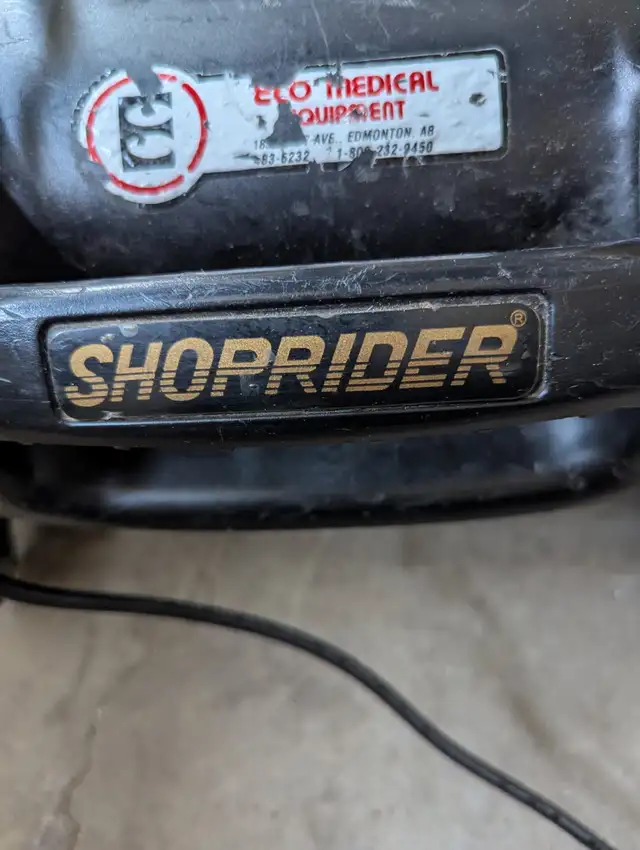 ECO MEDICAL
EQUIPMENT
AVE., EDMONTON, AB
1-800-232-9450
SHOPRIDER®